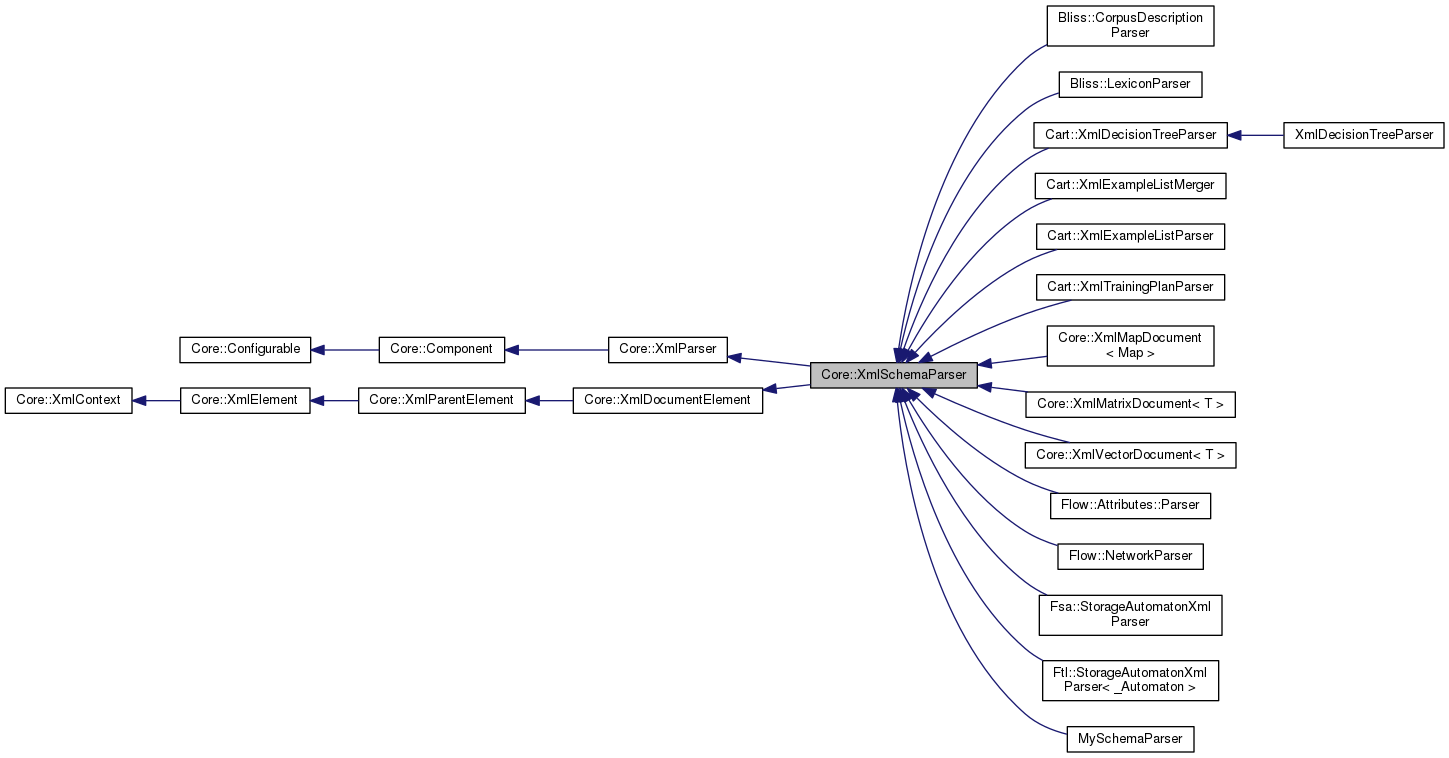 Bliss::CorpusDescription
Parser
Bliss::LexiconParser
Cart::XmlDecisionTreeParser
XmlDecisionTreeParser
Cart::XmlExampleListMerger
Cart::XmlExampleListParser
Cart::XmlTrainingPlanParser
Core::XmlMapDocument
< Map >
Core::Configurable
Core::Component
Core::XmlParser
Core::XmlSchemaParser
Core::XmlContext
Core::XmlElement
Core::XmlParentElement
Core::XmlDocumentElement
Core::XmlMatrixDocument< T >
Core::XmlVectorDocument< T >
Flow::Attributes::Parser
Flow::NetworkParser
Fsa::StorageAutomatonXml
Parser
Ftl::StorageAutomatonXml
Parser< _Automaton >
MySchemaParser